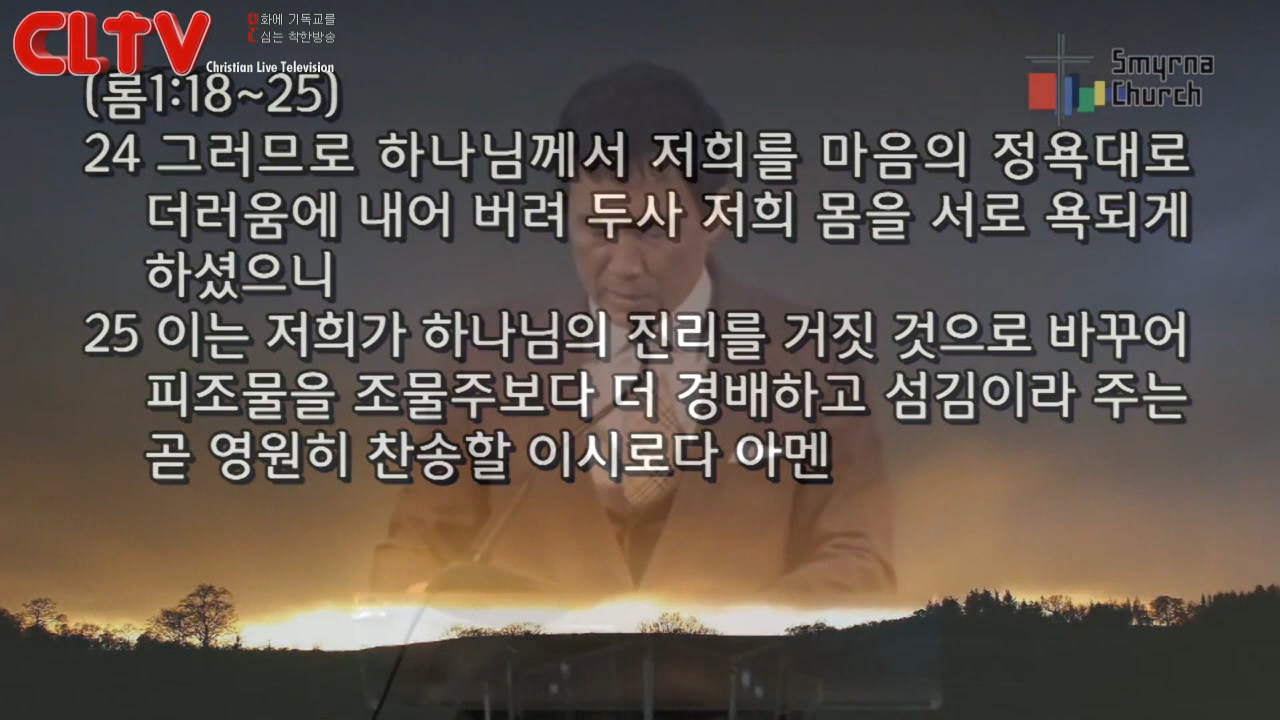 CLTV
문화에 기독교를
심는 착한방송
Christian Live Television
Smyrna
Church
(롬1:18~25)
24 그러므로 하나님께서 저희를 마음의 정욕대로
더러움에 내어 버려 두사 저희 몸을 서로 욕되게
하셨으니
25 이는 저희가 하나님의 진리를 거짓 것으로 바꾸어
피조물을 조물주보다 더 경배하고 섬김이라 주는
곧 영원히 찬송할 이시로다 아멘